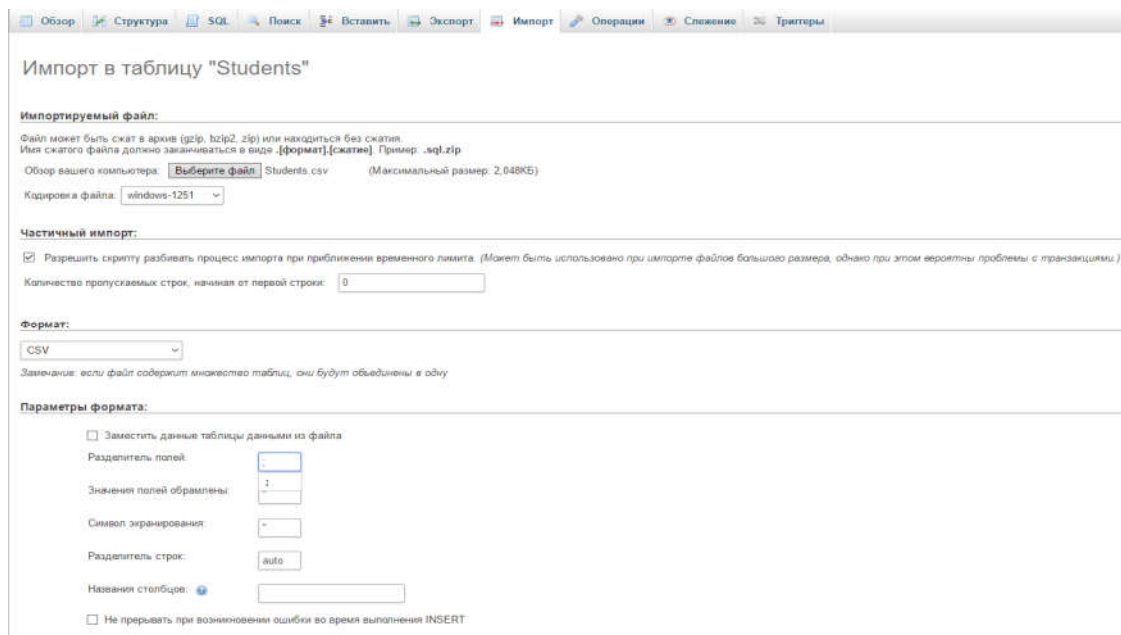 Обзор Структура SQL Поиск Вставить Экспорт Импорт Операции Слежение Триггеры
Импорт в таблицу "Students"
Импортируемый файл:
Файл может быть сжат в архив (gzip, bzip2, zip) или находиться без сжатия.
Имя сжатого файла должно заканчиваться в виде .[формат].[сжатие]. Пример: .sql.zip
Обзор вашего компьютера: Выберите файл Students.csv (Максимальный размер: 2,048КБ)
Кодировка файла: windows-1251
Частичный импорт:
Разрешить скрипту разбивать процесс импорта при приближении временного лимита. (Может быть использовано при импорте файлов большого размера, однако при этом вероятны проблемы с транзакциями.)
Количество пропускаемых строк, начиная от первой строки: 0
Формат:
CSV
Замечание: если файл содержит множество таблиц, они будут объединены в одну
Параметры формата:
Заместить данные таблицы данными из файла
Разделитель полей: ;
;
Значения полей обрамлены:
Символ экранирования: "
Разделитель строк: auto
Названия столбцов:
Не прерывать при возникновении ошибки во время выполнения INSERT